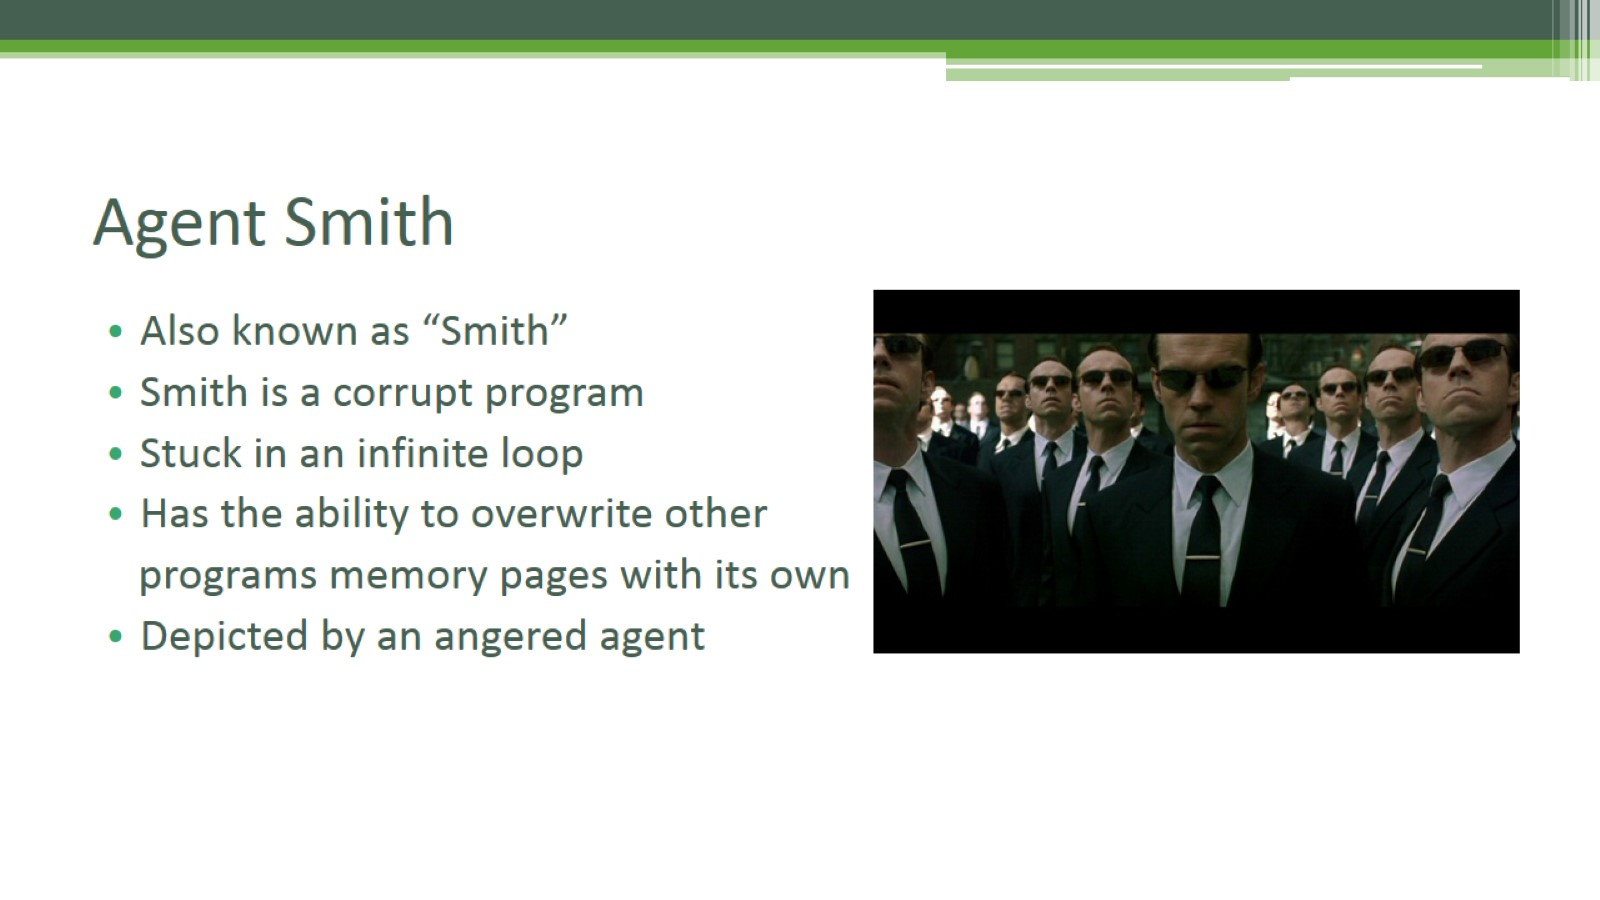 Agent Smith
• Also known as “Smith”
• Smith is a corrupt program
• Stuck in an infinite loop
• Has the ability to overwrite other
programs memory pages with its own
• Depicted by an angered agent